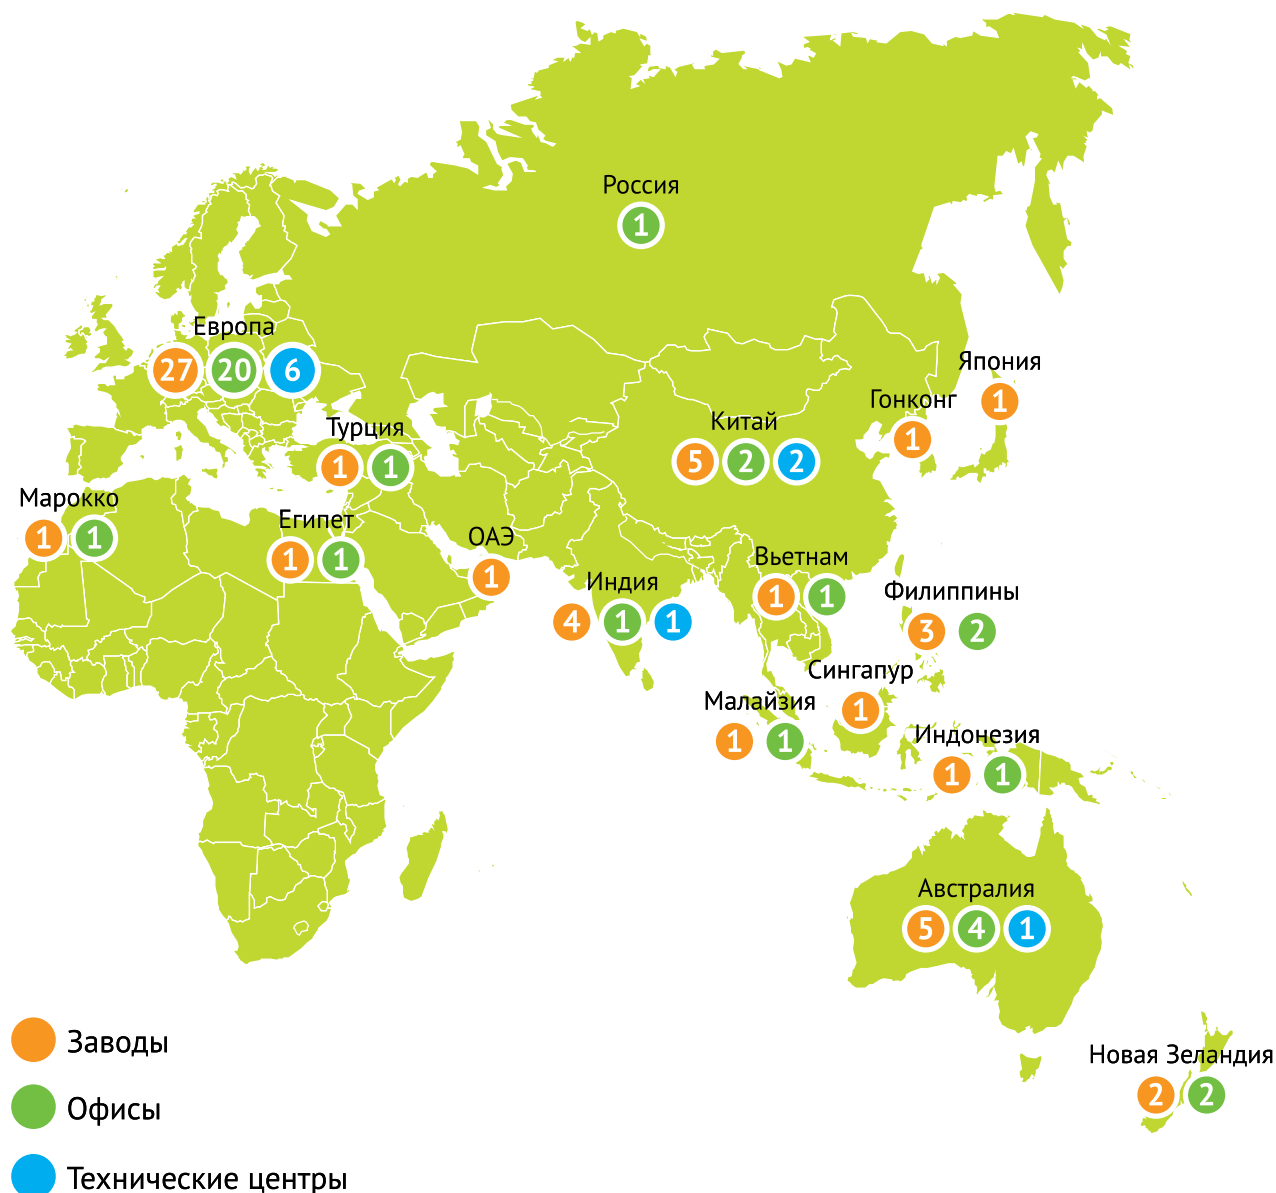 Россия
1
Европа
27 20 6
Япония
1
Гонконг
1
Китай
5 2 2
Турция
1 1
Марокко
1 1
Египет
1 1
ОАЭ
1
Индия
4 1 1
Вьетнам
1 1
Филиппины
3 2
Сингапур
1
Малайзия
1 1
Индонезия
1 1
Австралия
5 4 1
Новая Зеландия
2 2
Заводы
Офисы
Технические центры